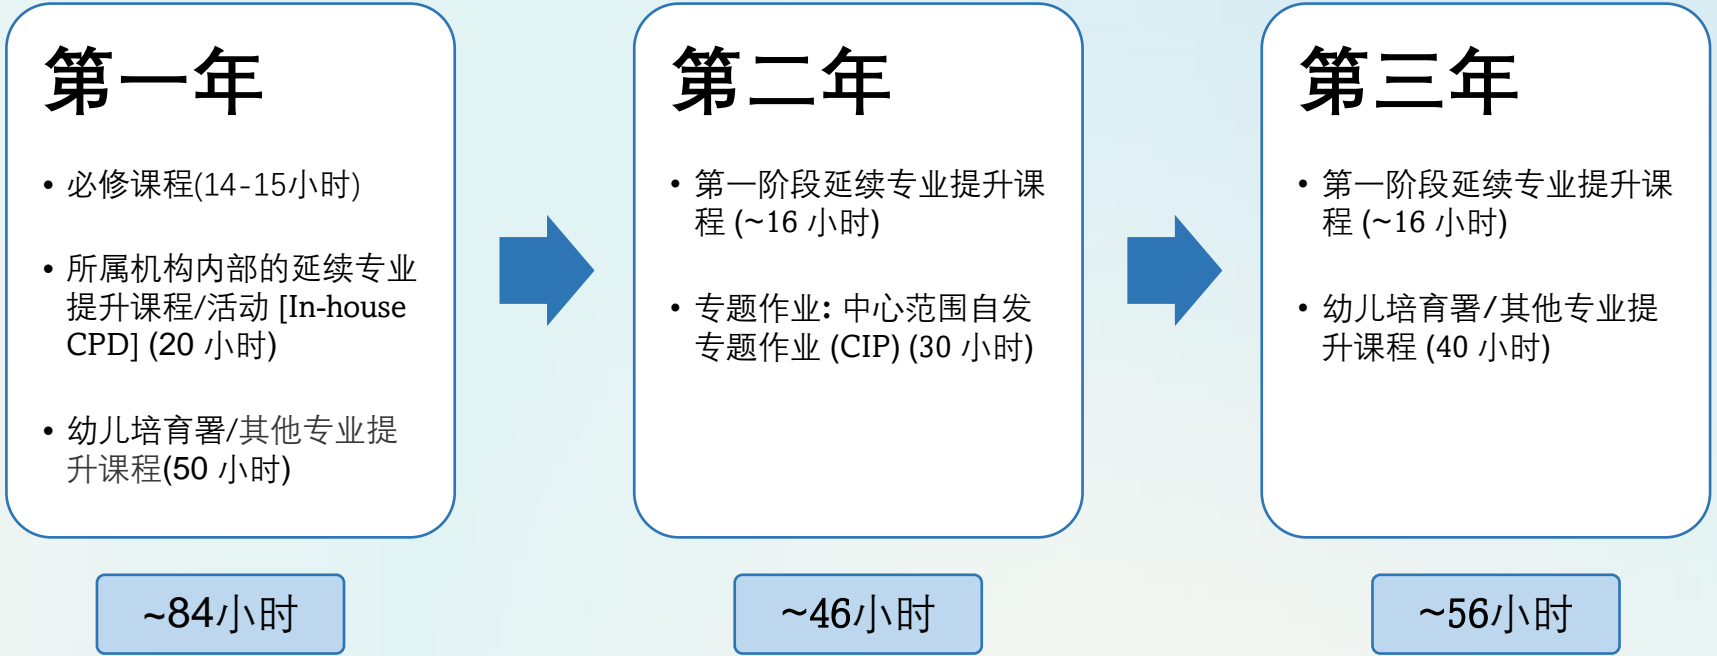 第一年
• 必修课程(14-15小时)
• 所属机构内部的延续专业
提升课程/活动 [In-house
CPD] (20 小时)
• 幼儿培育署/其他专业提
升课程(50 小时)
~84小时
第二年
• 第一阶段延续专业提升课
程 (~16 小时)
• 专题作业: 中心范围自发
专题作业 (CIP) (30 小时)
~46小时
第三年
• 第一阶段延续专业提升课
程 (~16 小时)
• 幼儿培育署/其他专业提
升课程 (40 小时)
~56小时